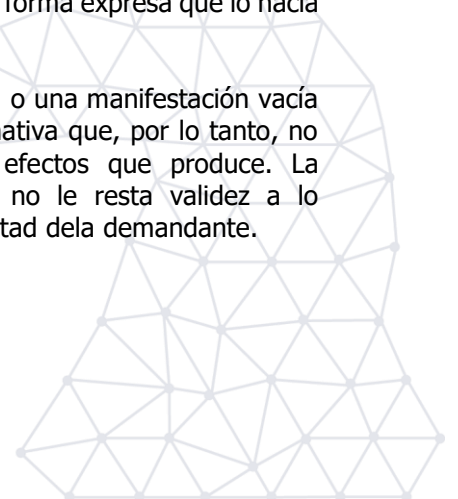 forma expresa que lo hacía
o una manifestación vacía
nativa que, por lo tanto, no
efectos que produce. La
no le resta validez a lo
tad dela demandante.